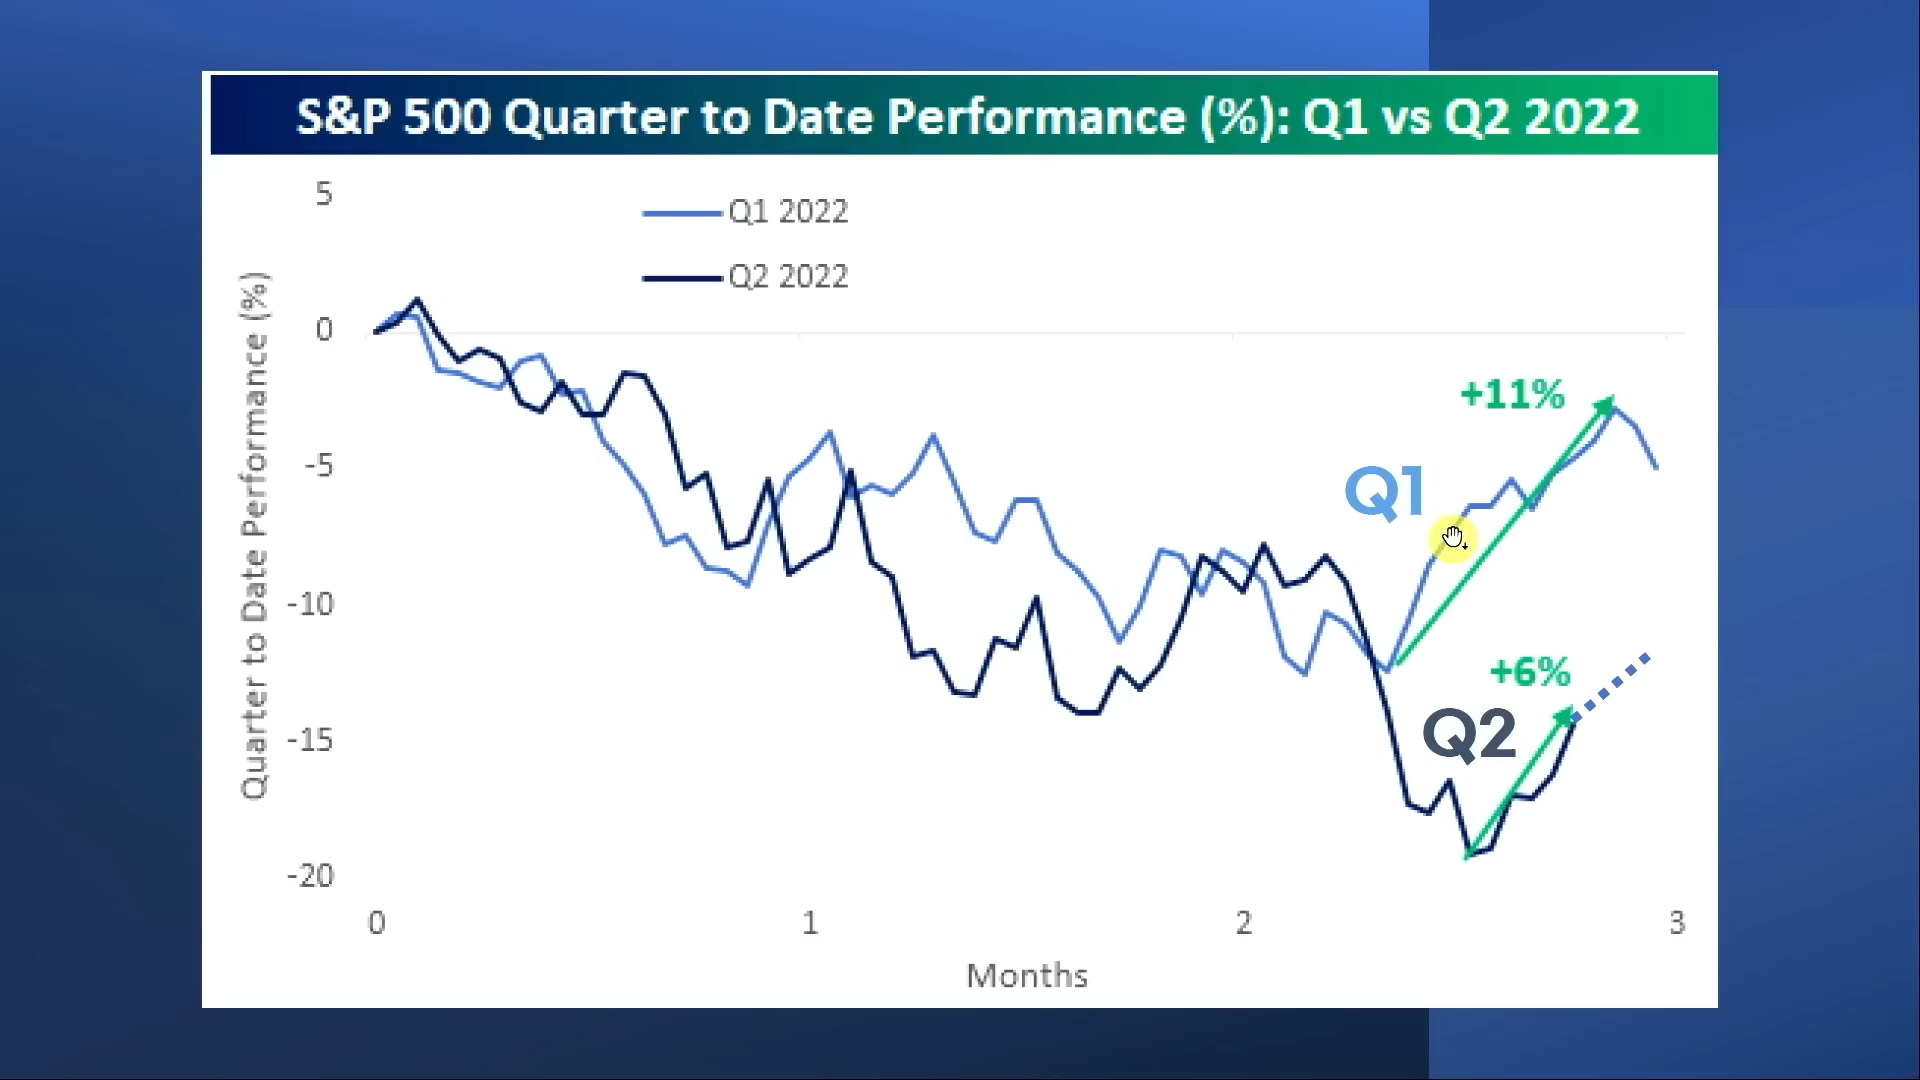 S&P 500 Quarter to Date Performance (%): Q1 vs Q2 2022
Q1 2022
Q2 2022
Quarter to Date Performance (%)
5
0
-5
-10
-15
-20
+11%
Q1
+6%
Q2
0
1
2
3
Months